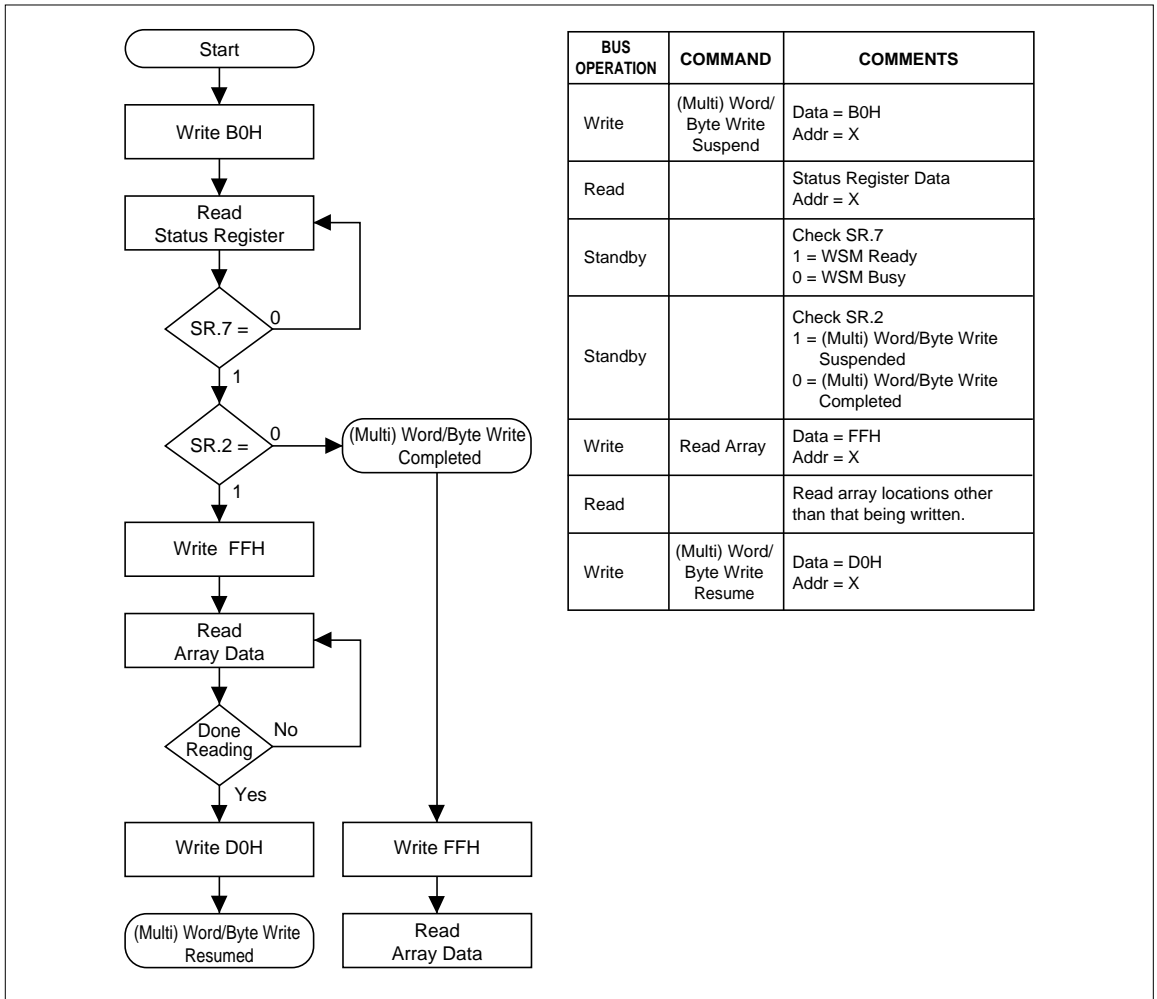 Start
Write B0H
Read
Status Register
SR.7 =
0
1
SR.2 =
0
1
(Multi) Word/Byte Write
Completed
Write FFH
Read
Array Data
Done
Reading
No
Yes
Write D0H
(Multi) Word/Byte Write
Resumed
Write FFH
Read
Array Data
BUS
OPERATION
COMMAND
COMMENTS
Write
(Multi) Word/
Byte Write
Suspend
Data = B0H
Addr = X
Read
Status Register Data
Addr = X
Standby
Check SR.7
1 = WSM Ready
0 = WSM Busy
Standby
Check SR.2
1 = (Multi) Word/Byte Write
Suspended
0 = (Multi) Word/Byte Write
Completed
Write
Read Array
Data = FFH
Addr = X
Read
Read array locations other
than that being written.
Write
(Multi) Word/
Byte Write
Resume
Data = D0H
Addr = X